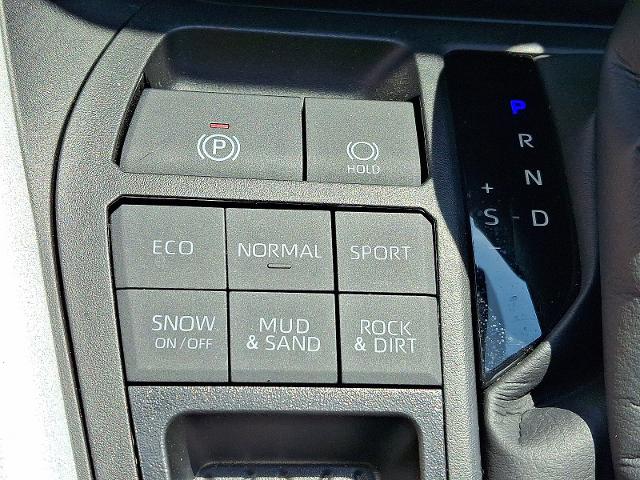 P
HOLD
P
R
N
+
S - D
-
ECO
NORMAL
SPORT
SNOW
ON / OFF
MUD
& SAND
ROCK
& DIRT